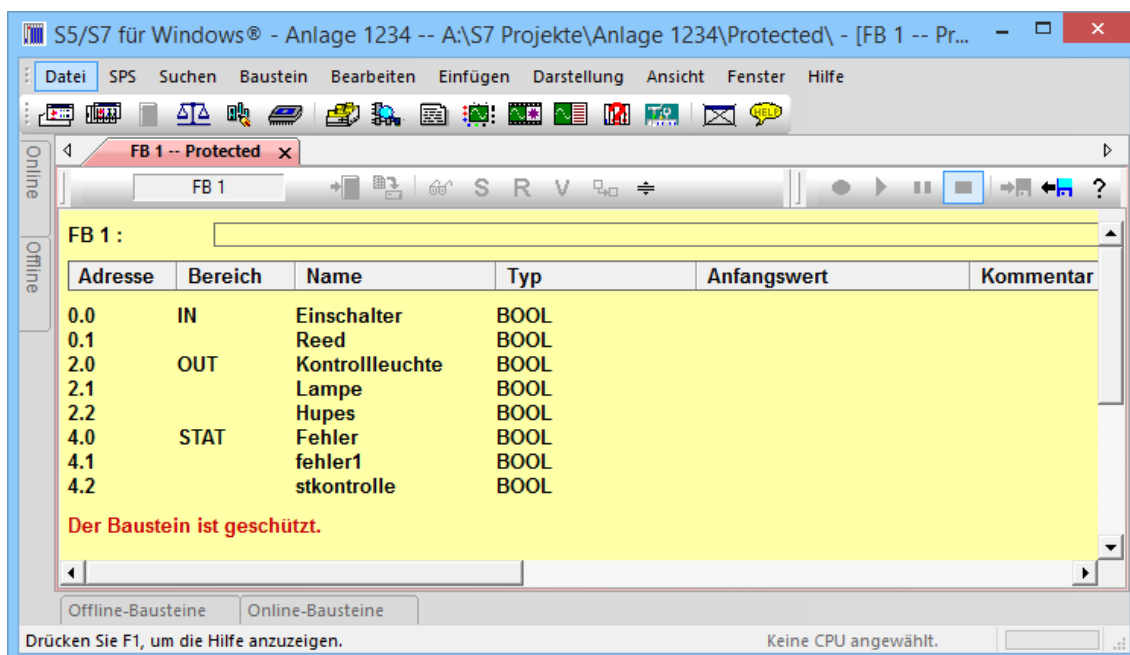 S5/S7 für Windows® - Anlage 1234 -- A:\S7 Projekte\Anlage 1234\Protected\ - [FB 1 -- Pr...
Datei SPS Suchen Baustein Bearbeiten Einfügen Darstellung Ansicht Fenster Hilfe
HELP
Online
Offline
FB 1 -- Protected x
FB 1 S R V ?
FB 1 :
Adresse Bereich Name Typ Anfangswert Kommentar
0.0 IN Einschalter BOOL
0.1 Reed BOOL
2.0 OUT Kontrollleuchte BOOL
2.1 Lampe BOOL
2.2 Hupes BOOL
4.0 STAT Fehler BOOL
4.1 fehler1 BOOL
4.2 stkontrolle BOOL
Der Baustein ist geschützt.
Offline-Bausteine Online-Bausteine
Drücken Sie F1, um die Hilfe anzuzeigen. Keine CPU angewählt.